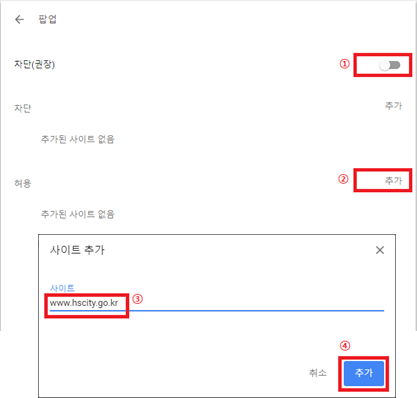 ← 팝업
차단(권장) ①
차단 추가
추가된 사이트 없음
허용 ② 추가
추가된 사이트 없음
사이트 추가 ×
사이트
www.hscity.go.kr ③
④
취소 추가